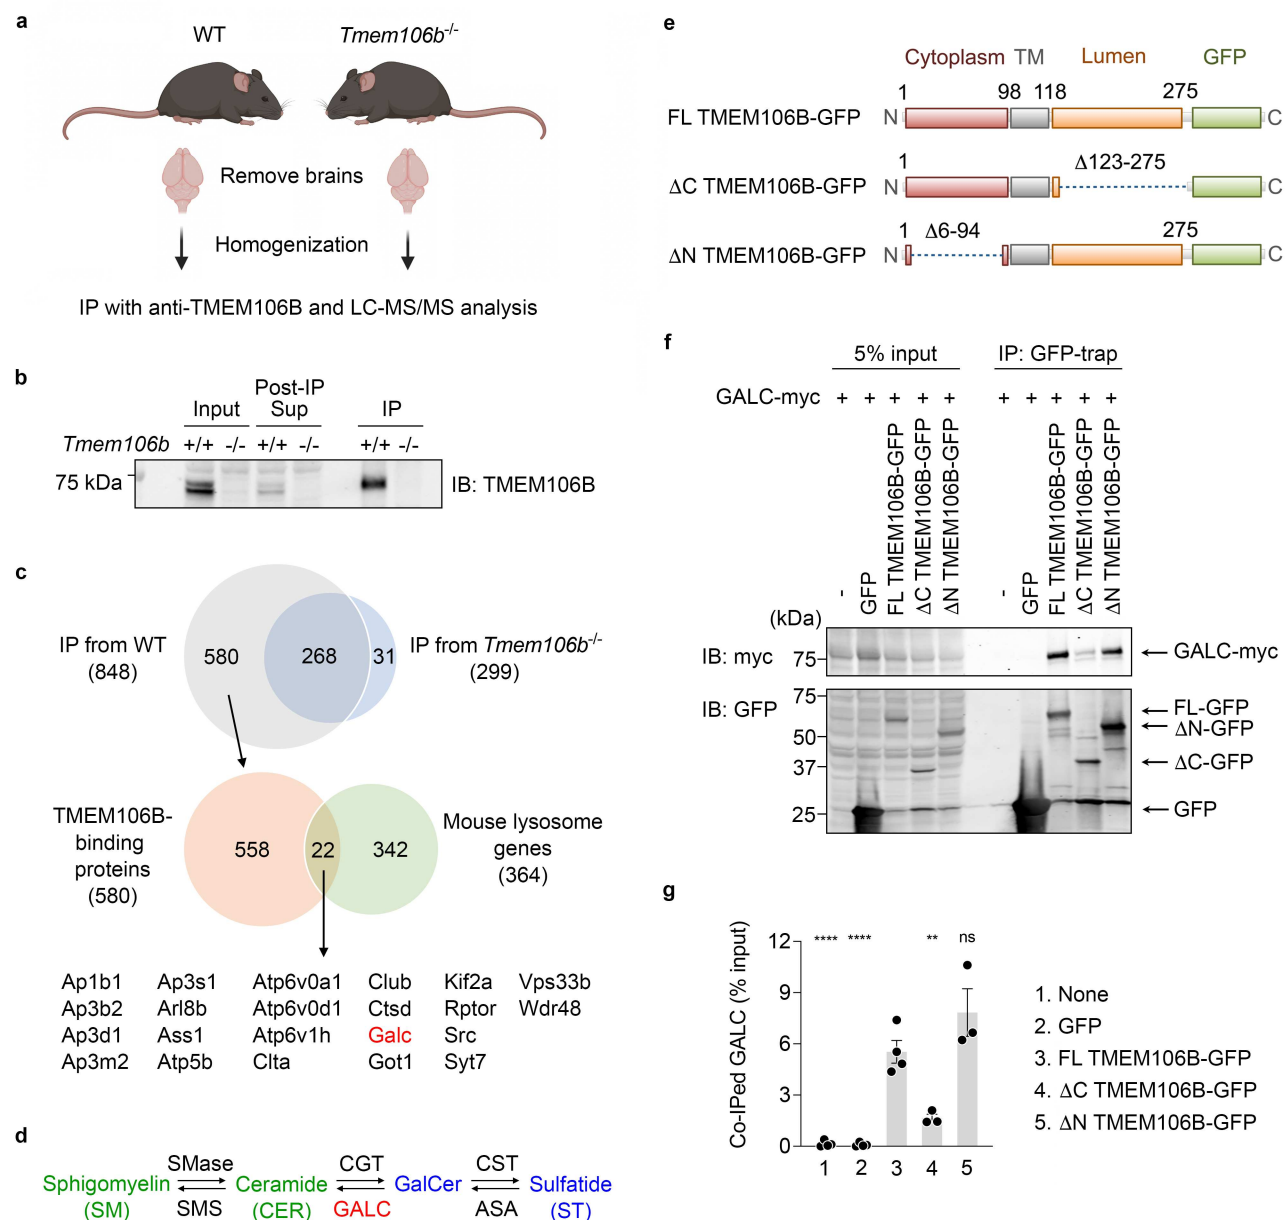 a
WT
Tmem106b-/-
Remove brains
Homogenization
IP with anti-TMEM106B and LC-MS/MS analysis
b
Input
Post-IP
Sup
IP
Tmem106b +/+ -/- +/+ -/- +/+ -/-
75 kDa
IB: TMEM106B
c
IP from WT
(848)
580
268
31
IP from Tmem106b-/-
(299)
TMEM106B-
binding
proteins
(580)
558
22
342
Mouse lysosome
genes
(364)
Ap1b1 Ap3s1 Atp6v0a1 Club Kif2a Vps33b
Ap3b2 Arl8b Atp6v0d1 Ctsd Rptor Wdr48
Ap3d1 Ass1 Atp6v1h Galc Src
Ap3m2 Atp5b Clta Got1 Syt7
d
SMase CGT CST
Sphigomyelin Ceramide GalCer Sulfatide
(SM) SMS (CER) GALC ASA (ST)
e
Cytoplasm TM Lumen GFP
1 98 118 275
FL TMEM106B-GFP N C
1 Δ123-275
ΔC TMEM106B-GFP N C
1 Δ6-94 275
ΔN TMEM106B-GFP N C
f
5% input IP: GFP-trap
GALC-myc + + + + + + + + + +
-
GFP
FL TMEM106B-GFP
ΔC TMEM106B-GFP
ΔN TMEM106B-GFP
-
GFP
FL TMEM106B-GFP
ΔC TMEM106B-GFP
ΔN TMEM106B-GFP
(kDa)
IB: myc 75
GALC-myc
IB: GFP
75
50
37
25
FL-GFP
ΔN-GFP
ΔC-GFP
GFP
g
Co-IPed GALC (% input)
12
9
6
3
0
**** **** ** ns
1 2 3 4 5
1. None
2. GFP
3. FL TMEM106B-GFP
4. ΔC TMEM106B-GFP
5. ΔN TMEM106B-GFP